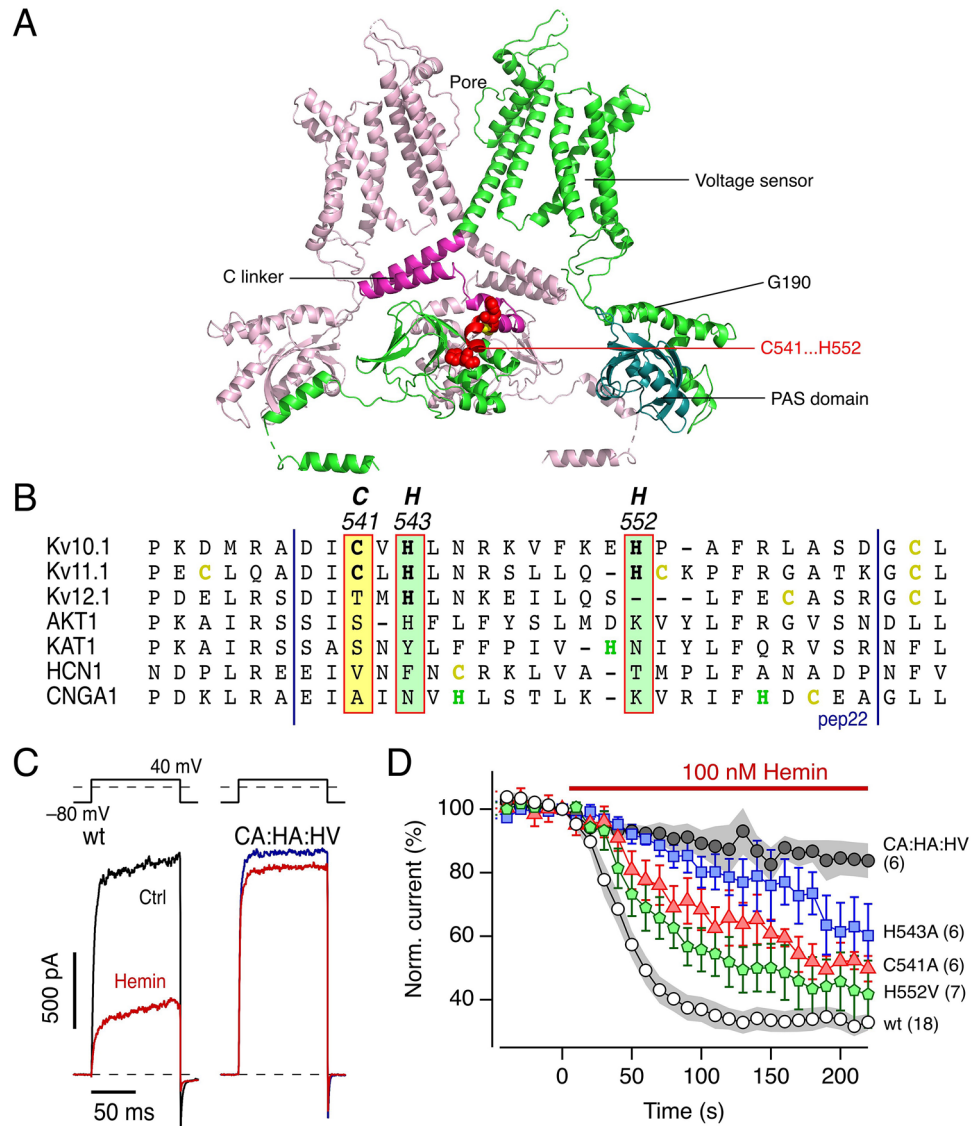 A
Pore
Voltage sensor
C linker
G190
C541...H552
PAS domain
B
C H H
541 543 552
Kv10.1 P K D M R A D I C V H L N R K V F K E H P - A F R L A S D G C L
Kv11.1 P E C L Q A D I C L H L N R S L L Q - H C K P F R G A T K G C L
Kv12.1 P D E L R S D I T M H L N K E I L Q S - - - L F E C A S R G C L
AKT1 P K A I R S S I S - H F L F Y S L M D K V Y L F R G V S N D L L
KAT1 P K A I R S S A S N Y L F F P I V - H N I Y L F Q R V S R N F L
HCN1 N D P L R E E I V N F N C R K L V A - T M P L F A N A D P N F V
CNGA1 P D K L R A E I A I N V H L S T L K - K V R I F H D C E A G L L
pep22
C
40 mV
−80 mV
wt
CA:HA:HV
Ctrl
Hemin
500 pA
50 ms
D
100 nM Hemin
Norm. current (%)
100
80
60
40
CA:HA:HV
(6)
H543A (6)
C541A (6)
H552V (7)
wt (18)
0 50 100 150 200
Time (s)